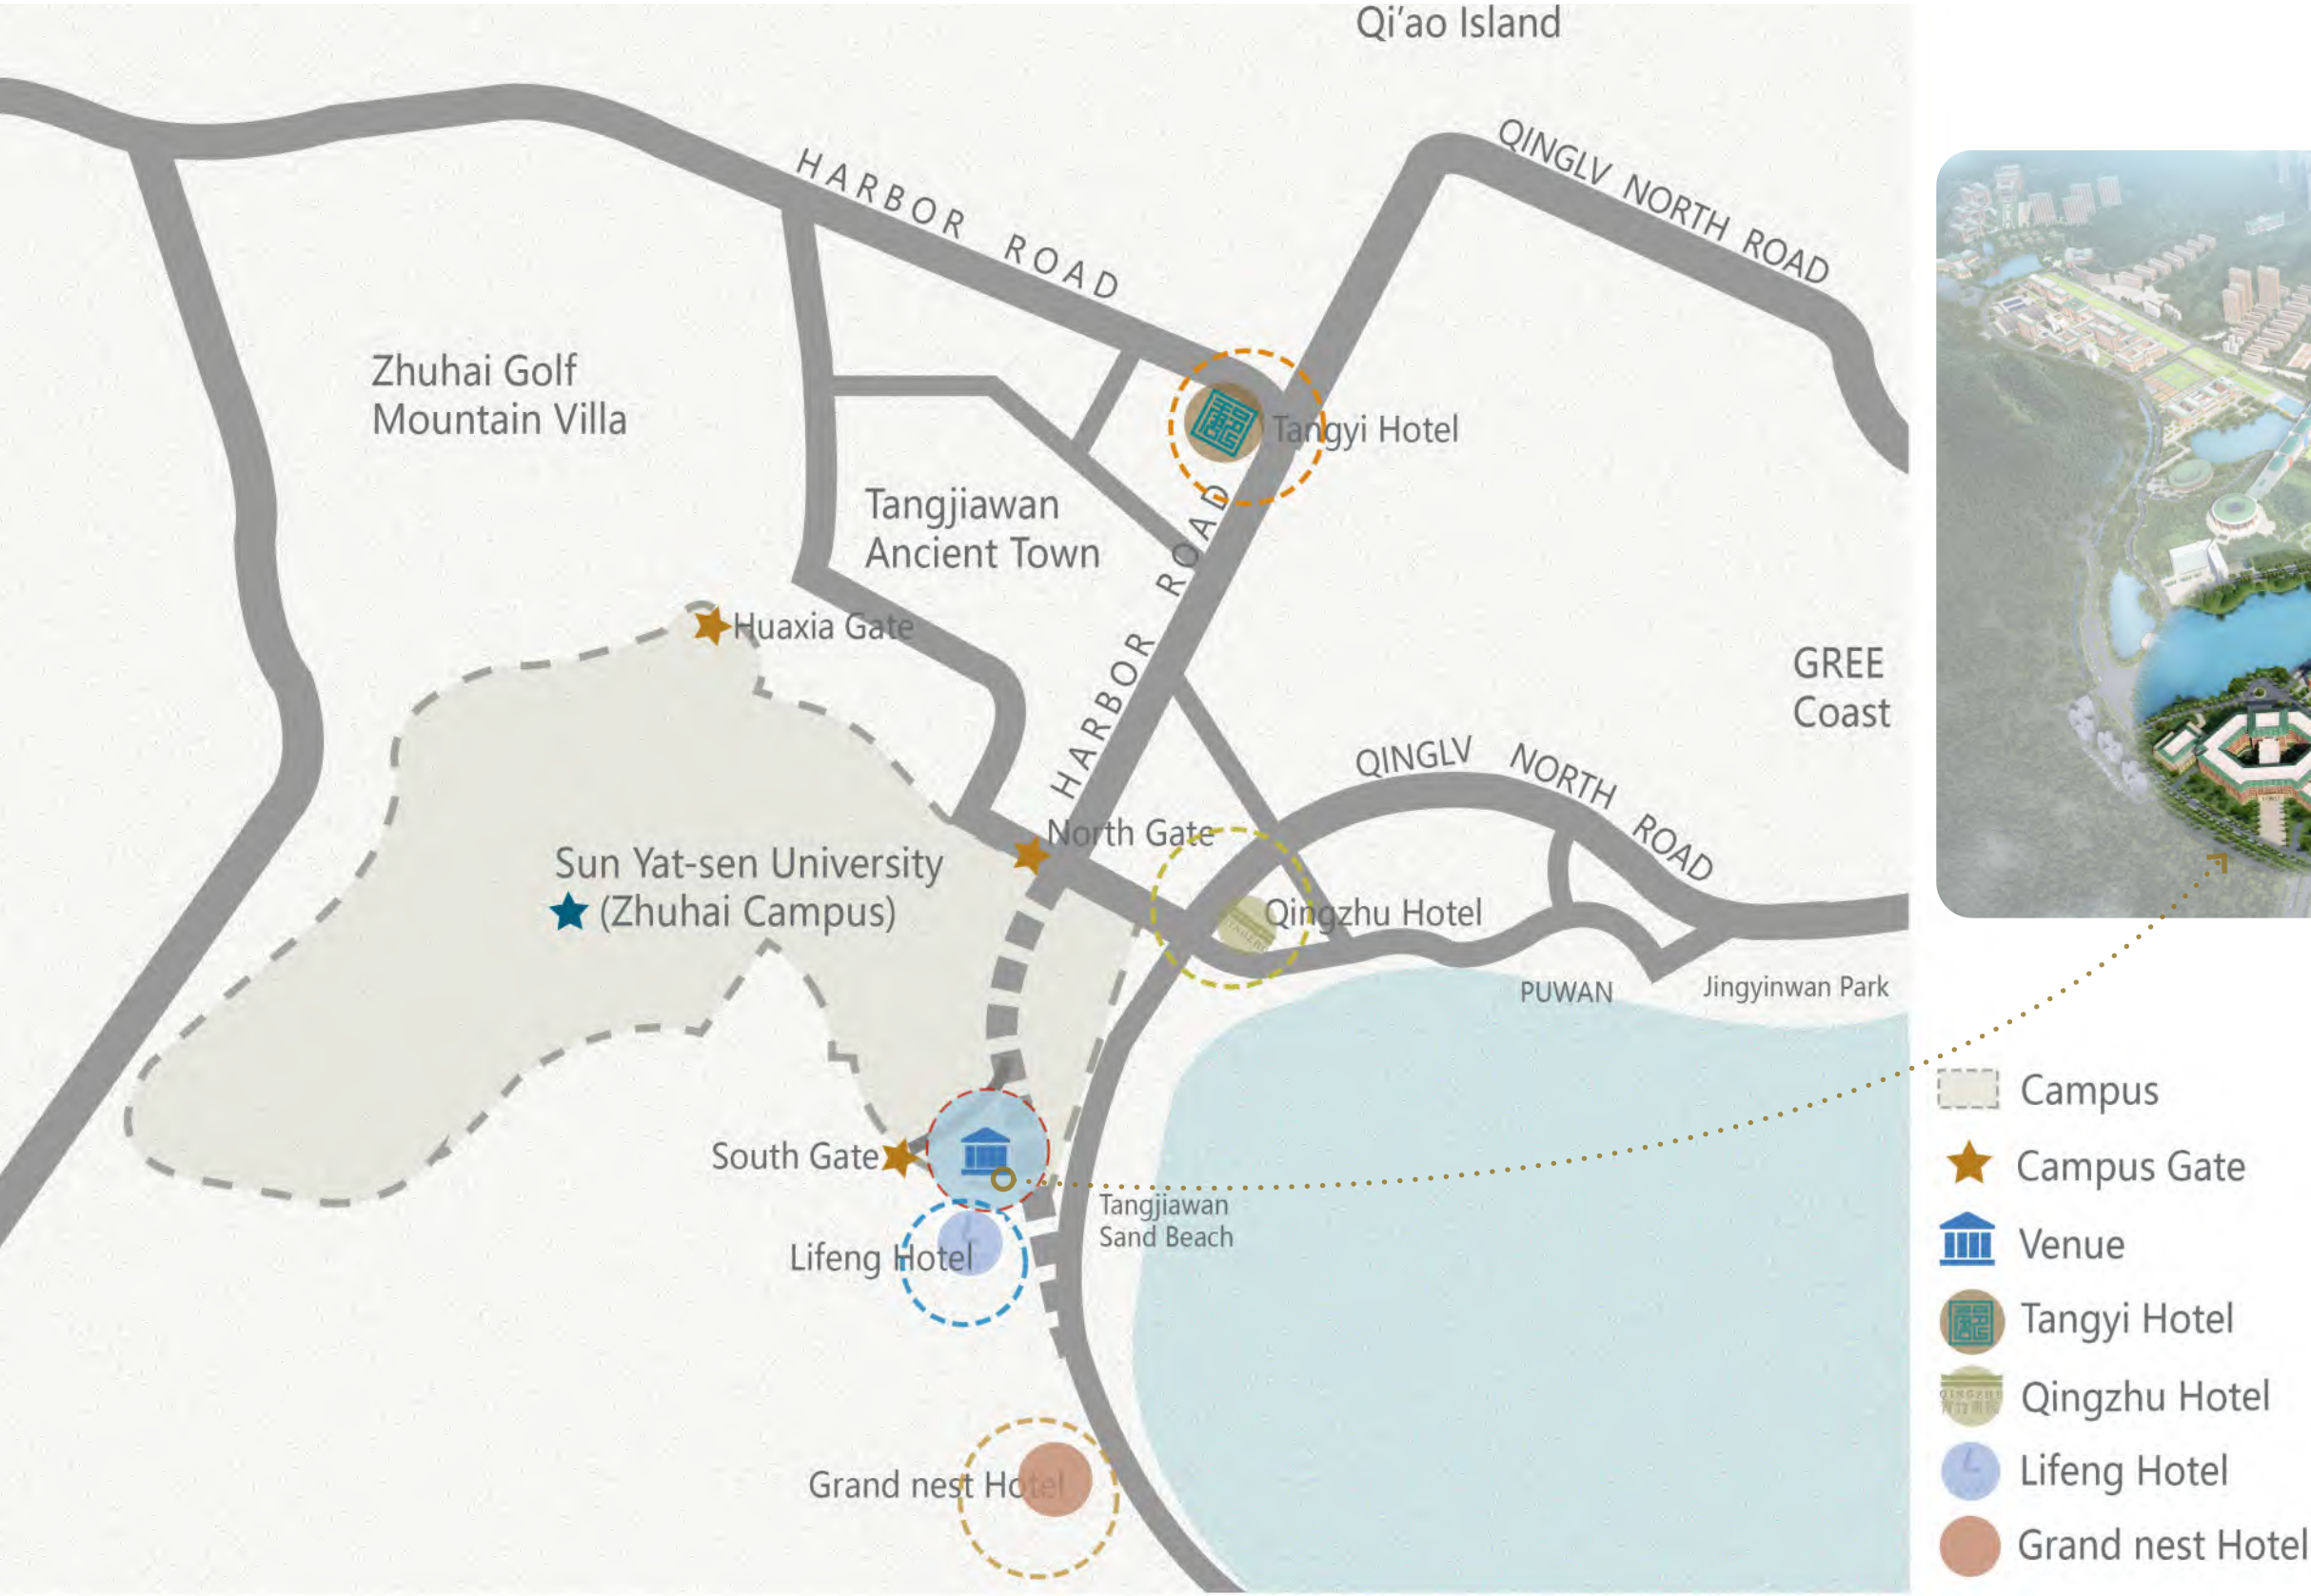 Qi'ao Island
QINGLV NORTH ROAD
HARBOR ROAD
Zhuhai Golf
Mountain Villa
Tangyi Hotel
Tangjiawan
Ancient Town
HARBOR ROAD
Huaxia Gate
GREE
Coast
QINGLV NORTH ROAD
North Gate
Sun Yat-sen University
(Zhuhai Campus)
Qingzhu Hotel
PUWAN
Jingyinwan Park
South Gate
Tangjiawan
Sand Beach
Lifeng Hotel
Grand nest Hotel
Campus
Campus Gate
Venue
Tangyi Hotel
Qingzhu Hotel
Lifeng Hotel
Grand nest Hotel